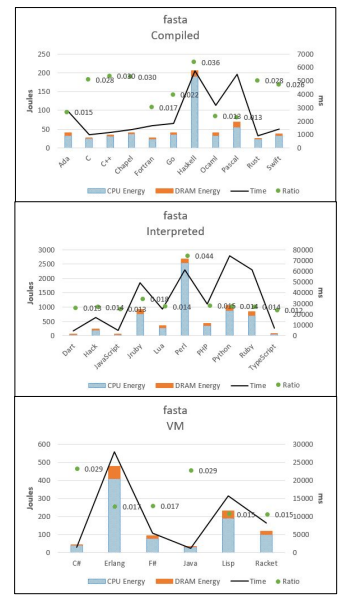 fasta
Compiled
250 7000
200 6000
5000
150 4000
100 3000
2000
50 1000
0 0
Joules
ms
0.015
0.028
0.030
0.030
0.017
0.022
0.036
0.013
0.028
0.026
Ada C C++ Chapel Fortran Go Haskell Ocaml Pascal Rust Swift
CPU Energy DRAM Energy Time Ratio
fasta
Interpreted
3000 80000
2500 70000
60000
2000 50000
1500 40000
1000 30000
20000
500 10000
0 0
Joules
ms
0.014
0.013
0.018
0.014
0.044
0.015
0.014
0.014
0.012
Dart Hack JavaScript Jruby Lua Perl PHP Python Ruby TypeScript
CPU Energy DRAM Energy Time Ratio
fasta
VM
600 30000
500 25000
400 20000
300 15000
200 10000
100 5000
0 0
Joules
ms
0.029
0.017
0.017
0.029
0.015
0.015
C# Erlang F# Java Lisp Racket
CPU Energy DRAM Energy Time Ratio